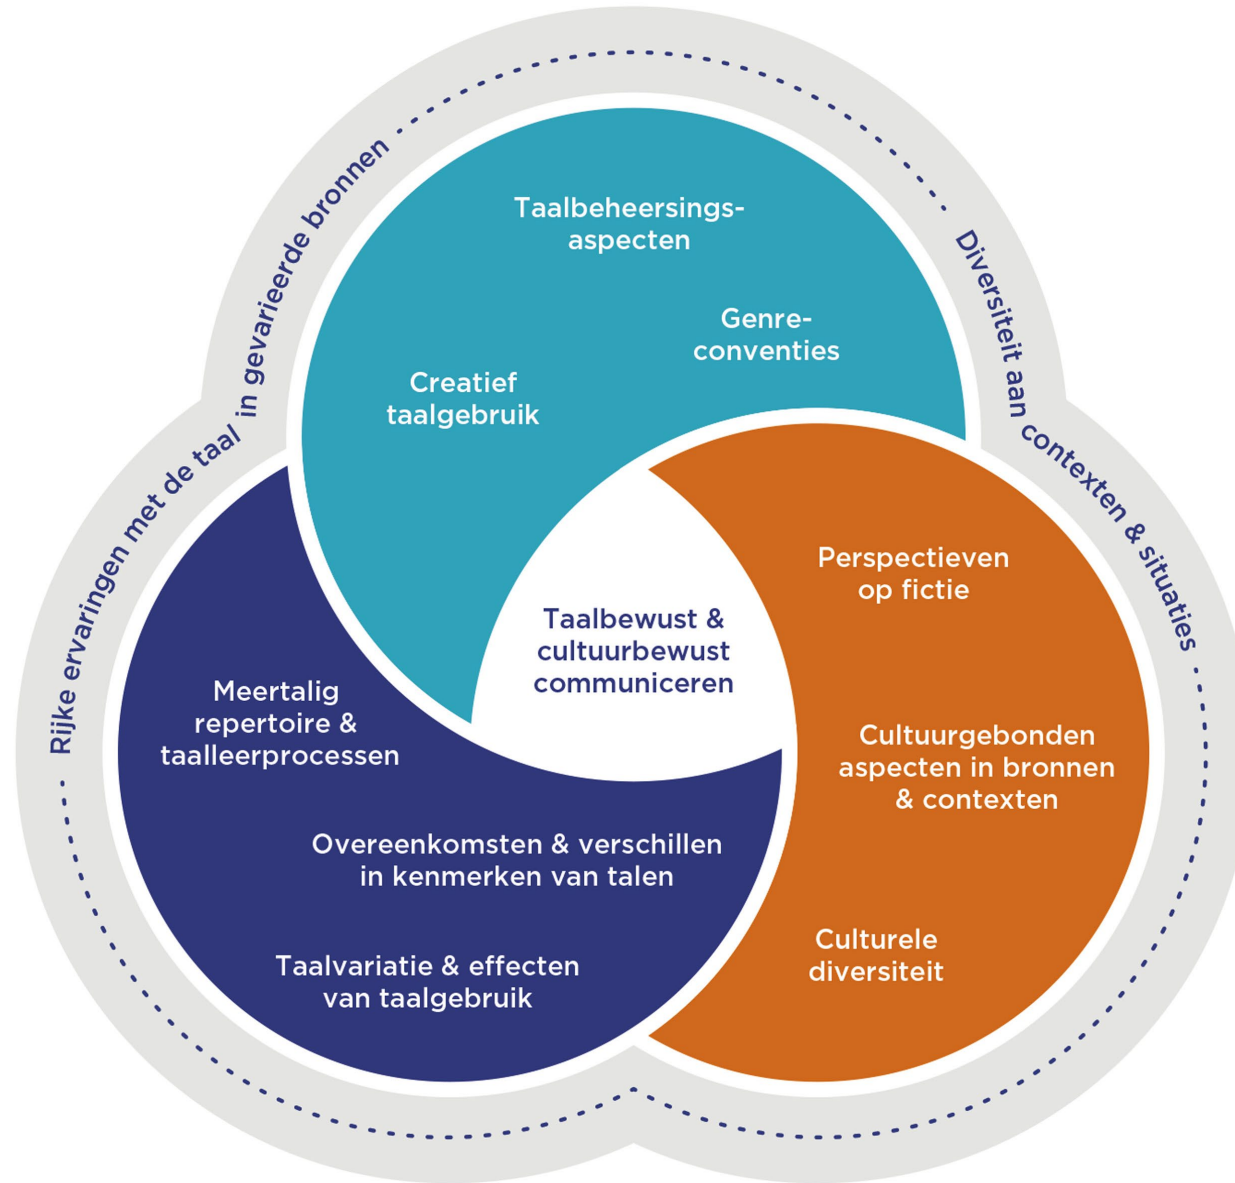 Rijke ervaringen met de taal in gevarieerde bronnen
Diversiteit aan contexten & situaties
Taalbeheersings-
aspecten
Genre-
conventies
Creatief
taalgebruik
Perspectieven
op fictie
Taalbewust &
cultuurbewust
communiceren
Meertalig
repertoire &
taalleerprocessen
Cultuurgebonden
aspecten in bronnen
& contexten
Overeenkomsten & verschillen
in kenmerken van talen
Culturele
diversiteit
Taalvariatie & effecten
van taalgebruik